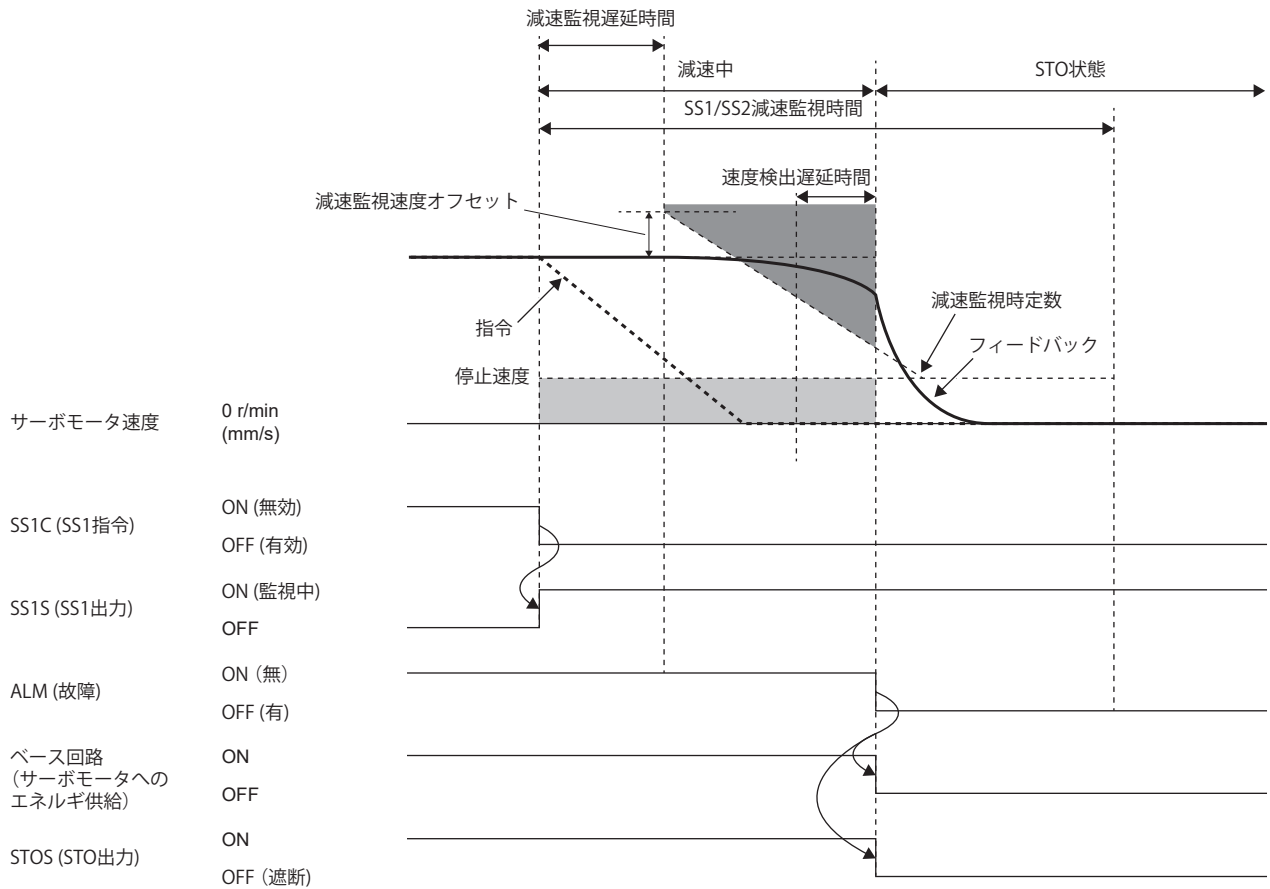 減速監視遅延時間
減速中
STO状態
SS1/SS2減速監視時間
速度検出遅延時間
減速監視速度オフセット
減速監視時定数
指令
フィードバック
停止速度
サーボモータ速度
0 r/min
(mm/s)
SS1C (SS1指令)
ON (無効)
OFF (有効)
SS1S (SS1出力)
ON (監視中)
OFF
ALM (故障)
ON（無）
OFF (有)
ベース回路
（サーボモータへの
エネルギ供給）
ON
OFF
STOS (STO出力)
ON
OFF（遮断)